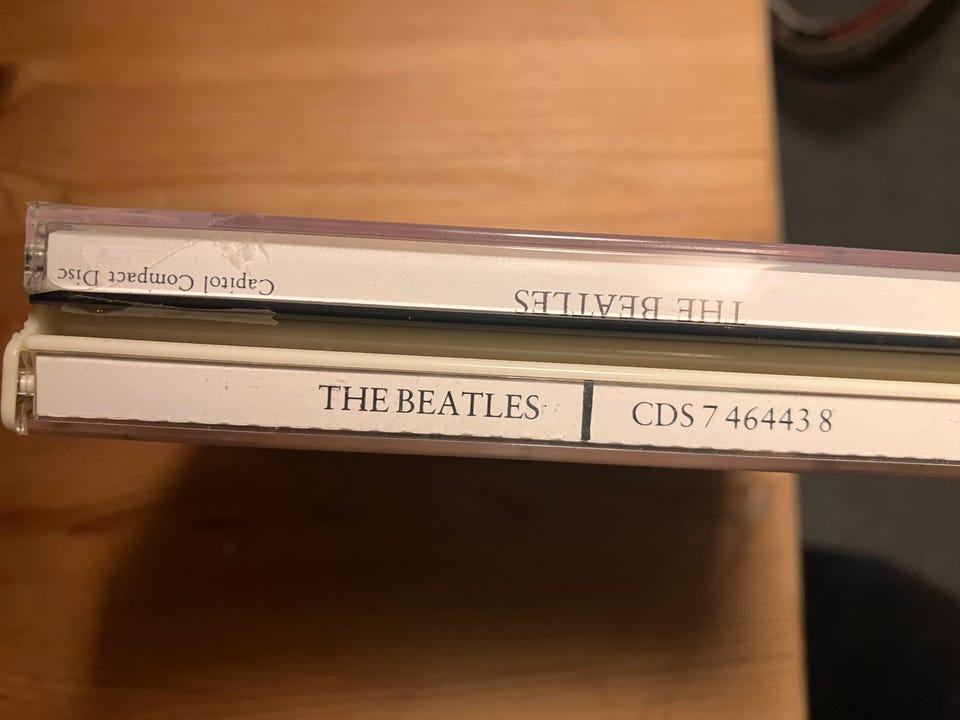 Capitol Compact Disc
THE BEATLES
THE BEATLES
CDS 7 46443 8